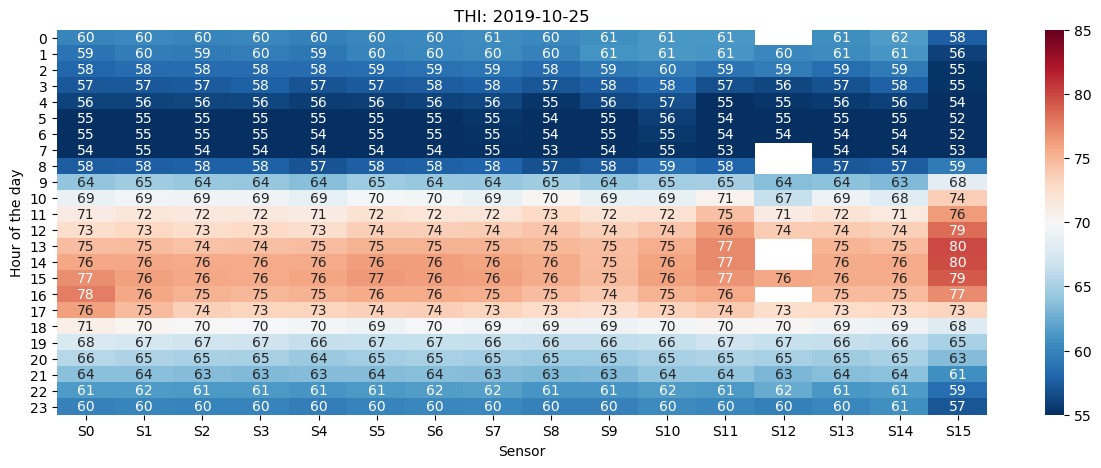 THI: 2019-10-25
Hour of the day
0 60 60 60 60 60 60 60 61 60 61 61 61 61 62 58
1 59 60 59 60 59 60 60 60 60 61 61 61 60 61 61 56
2 58 58 58 58 58 59 59 59 58 59 60 59 59 59 59 55
3 57 57 57 58 57 57 58 58 57 58 58 57 56 57 58 55
4 56 56 56 56 56 56 56 56 55 56 57 55 55 56 56 54
5 55 55 55 55 55 55 55 56 54 55 56 54 55 55 55 52
6 55 55 55 55 54 55 55 55 54 55 55 54 54 54 54 52
7 54 55 54 54 54 54 54 55 53 54 55 53 54 54 53
8 58 58 58 58 57 58 58 58 57 58 59 58 57 57 59
9 64 65 64 64 64 65 64 64 65 64 65 65 64 64 63 68
10 69 69 69 69 69 70 70 69 70 69 69 71 67 69 68 74
11 71 72 72 72 71 72 72 72 73 72 72 75 71 72 71 76
12 73 73 73 73 73 74 74 74 74 74 74 76 74 74 74 79
13 75 75 74 74 75 75 75 75 75 75 75 77 75 75 80
14 76 76 76 76 76 76 76 76 76 75 76 77 76 76 80
15 77 76 76 76 76 77 76 76 76 75 76 77 76 76 76 79
16 78 76 75 75 75 76 76 75 75 74 75 76 75 75 77
17 76 75 74 73 73 74 74 73 73 73 73 74 73 73 73 73
18 71 70 70 70 70 69 70 69 69 69 70 70 70 69 69 68
19 68 67 67 67 66 67 67 66 66 66 66 67 67 66 66 65
20 66 65 65 65 64 65 65 65 65 65 65 65 65 65 65 63
21 64 64 63 63 63 64 64 63 63 63 64 64 63 64 64 61
22 61 62 61 61 61 61 62 61 61 61 62 61 62 61 61 59
23 60 60 60 60 60 60 60 60 60 60 60 60 60 60 61 57
S0 S1 S2 S3 S4 S5 S6 S7 S8 S9 S10 S11 S12 S13 S14 S15
Sensor
85
80
75
70
65
60
55